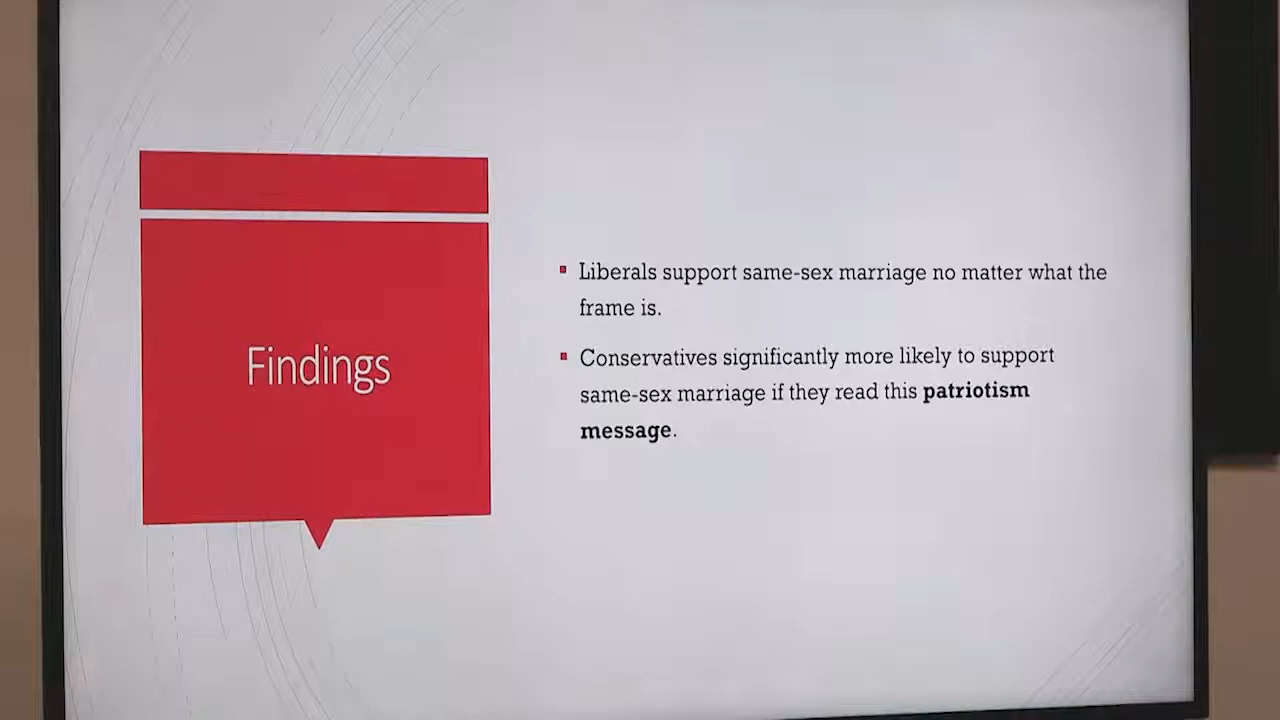 Findings
Liberals support same-sex marriage no matter what the
frame is.
Conservatives significantly more likely to support
same-sex marriage if they read this patriotism
message.